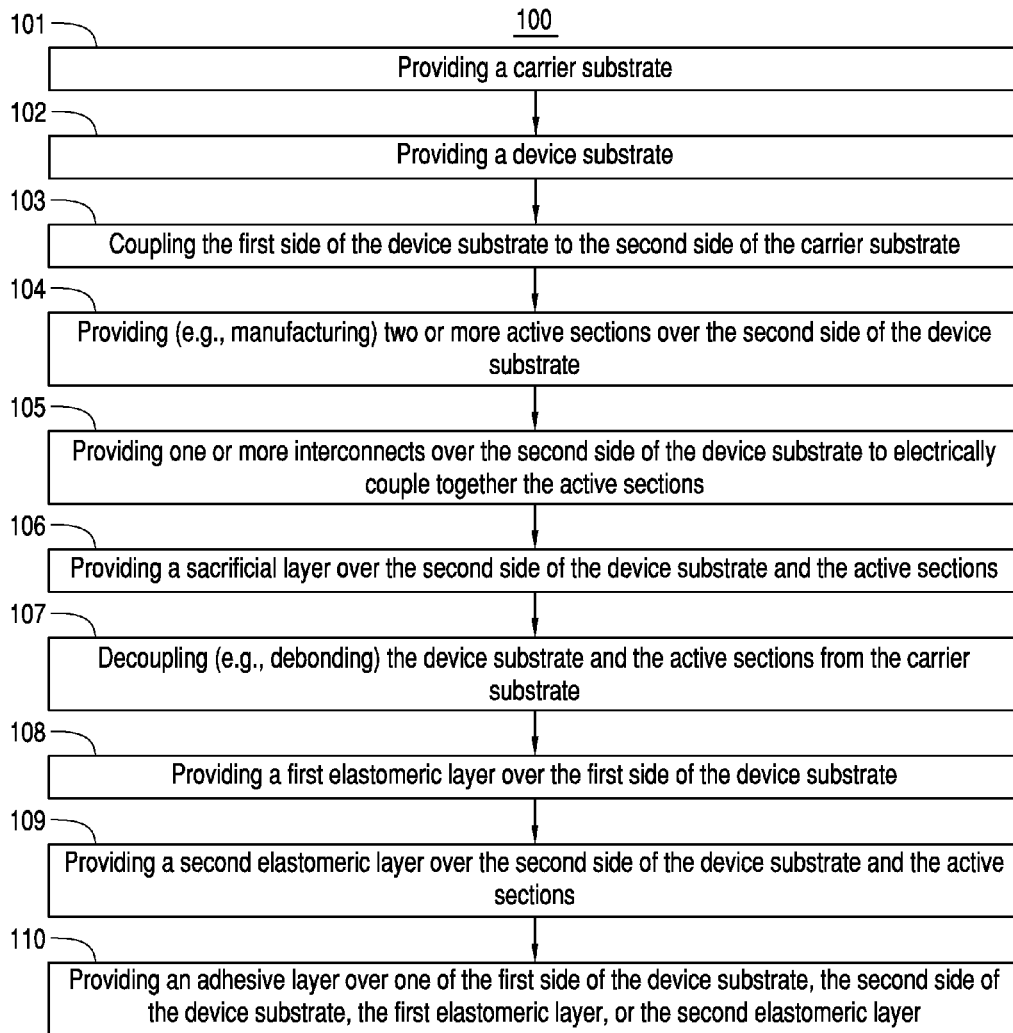 100
101
Providing a carrier substrate
102
Providing a device substrate
103
Coupling the first side of the device substrate to the second side of the carrier substrate
104
Providing (e.g., manufacturing) two or more active sections over the second side of the device
substrate
105
Providing one or more interconnects over the second side of the device substrate to electrically
couple together the active sections
106
Providing a sacrificial layer over the second side of the device substrate and the active sections
107
Decoupling (e.g., debonding) the device substrate and the active sections from the carrier
substrate
108
Providing a first elastomeric layer over the first side of the device substrate
109
Providing a second elastomeric layer over the second side of the device substrate and the active
sections
110
Providing an adhesive layer over one of the first side of the device substrate, the second side of
the device substrate, the first elastomeric layer, or the second elastomeric layer